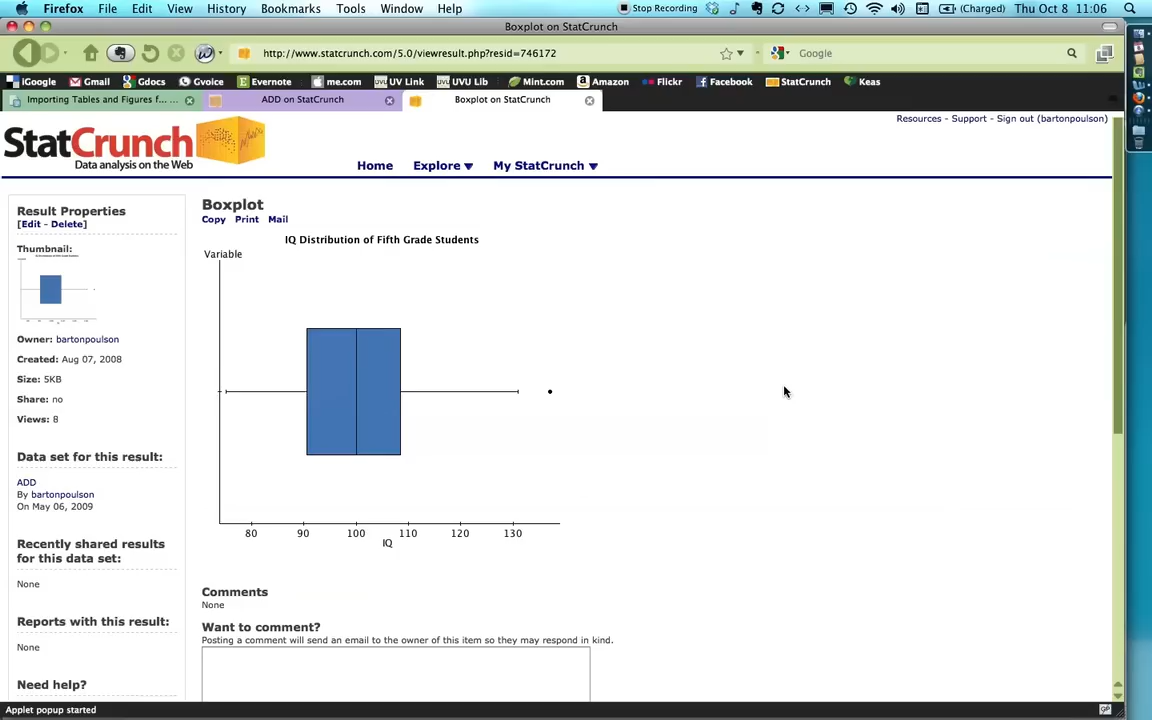 Firefox File Edit View History Bookmarks Tools Window Help Stop Recording (Charged) Thu Oct 8 11:06
Boxplot on StatCrunch
http://www.statcrunch.com/5.0/viewresult.php?resid=746172 Google
iGoogle Gmail Gdocs Gvoice Evernote me.com UV Link UVU Lib Mint.com Amazon Flickr Facebook StatCrunch Keas
Importing Tables and Figures f... ... ADD on StatCrunch Boxplot on StatCrunch
Resources - Support - Sign out (bartonpoulson)
StatCrunch
Data analysis on the Web
Home Explore My StatCrunch
Result Properties
[Edit - Delete]
Thumbnail:
Owner: bartonpoulson
Created: Aug 07, 2008
Size: 5KB
Share: no
Views: 8
Data set for this result:
ADD
By bartonpoulson
On May 06, 2009
Recently shared results
for this data set:
None
Reports with this result:
None
Need help?
Boxplot
Copy Print Mail
IQ Distribution of Fifth Grade Students
Variable
80 90 100 110 120 130
IQ
Comments
None
Want to comment?
Posting a comment will send an email to the owner of this item so they may respond in kind.
Applet popup started